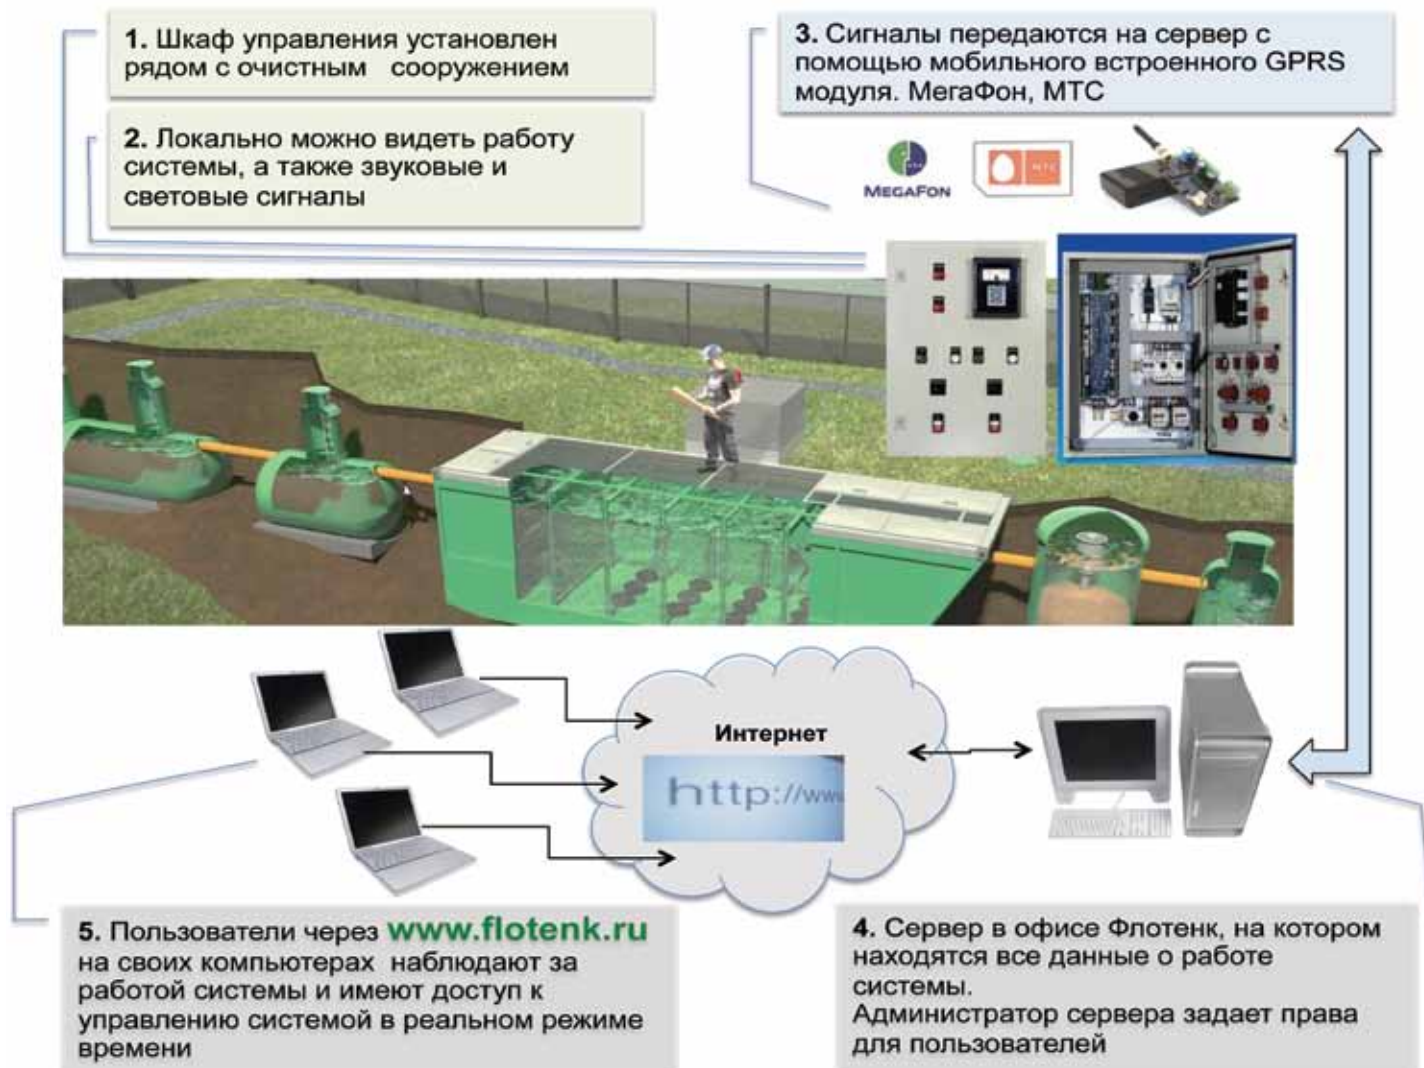 1. Шкаф управления установлен
рядом с очистным сооружением
2. Локально можно видеть работу
системы, а также звуковые и
световые сигналы
3. Сигналы передаются на сервер с
помощью мобильного встроенного GPRS
модуля. МегаФон, МТС
MEGAFON
МТС
Интернет
http://www
5. Пользователи через www.flotenk.ru
на своих компьютерах наблюдают за
работой системы и имеют доступ к
управлению системой в реальном режиме
времени
4. Сервер в офисе Флотенк, на котором
находятся все данные о работе
системы.
Администратор сервера задает права
для пользователей